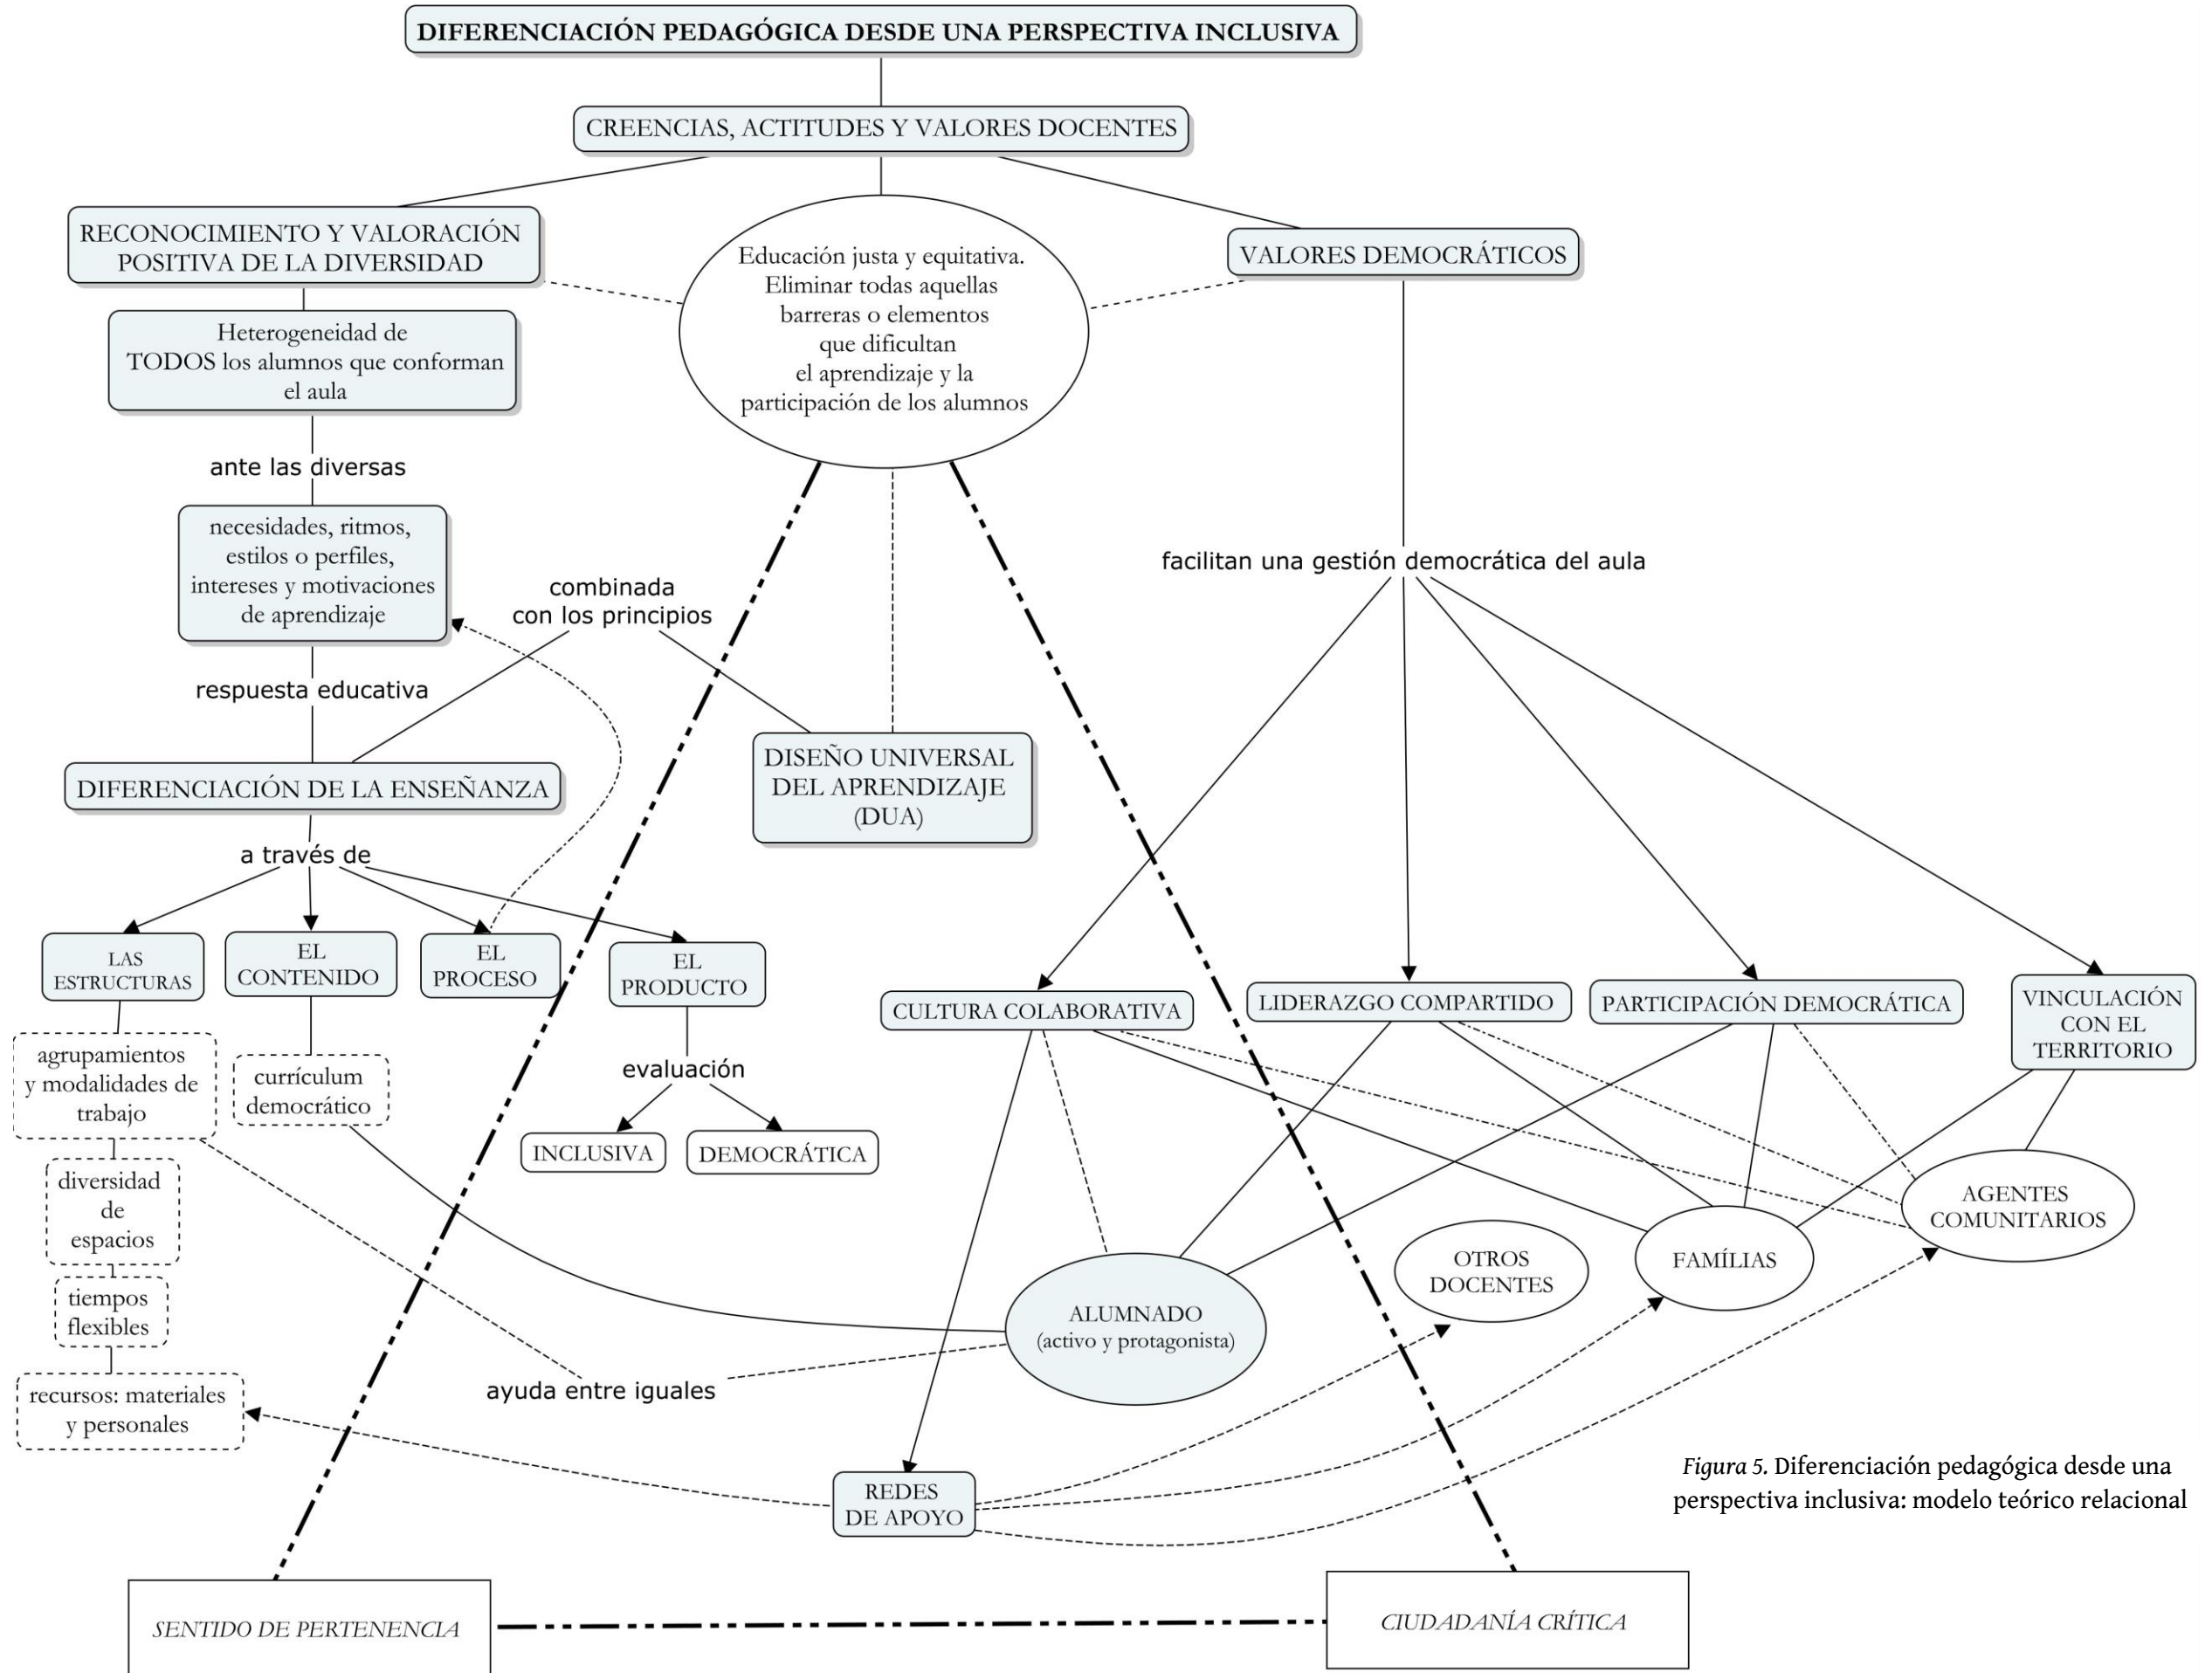 DIFERENCIACIÓN PEDAGÓGICA DESDE UNA PERSPECTIVA INCLUSIVA
CREENCIAS, ACTITUDES Y VALORES DOCENTES
RECONOCIMIENTO Y VALORACIÓN
POSITIVA DE LA DIVERSIDAD
Educación justa y equitativa.
Eliminar todas aquellas
barreras o elementos
que dificultan
el aprendizaje y la
participación de los alumnos
VALORES DEMOCRÁTICOS
Heterogeneidad de
TODOS los alumnos que conforman
el aula
ante las diversas
necesidades, ritmos,
estilos o perfiles,
intereses y motivaciones
de aprendizaje
combinada
con los principios
facilitan una gestión democrática del aula
respuesta educativa
DIFERENCIACIÓN DE LA ENSEÑANZA
DISEÑO UNIVERSAL
DEL APRENDIZAJE
(DUA)
a través de
LAS
ESTRUCTURAS
EL
CONTENIDO
EL
PROCESO
EL
PRODUCTO
CULTURA COLABORATIVA
LIDERAZGO COMPARTIDO
PARTICIPACIÓN DEMOCRÁTICA
VINCULACIÓN
CON EL
TERRITORIO
agrupamientos
y modalidades de
trabajo
currículum
democrático
evaluación
INCLUSIVA
DEMOCRÁTICA
diversidad
de
espacios
tiempos
flexibles
recursos: materiales
y personales
ayuda entre iguales
ALUMNADO
(activo y protagonista)
OTROS
DOCENTES
FAMÍLIAS
AGENTES
COMUNITARIOS
REDES
DE APOYO
Figura 5. Diferenciación pedagógica desde una
perspectiva inclusiva: modelo teórico relacional
SENTIDO DE PERTENENCIA
CIUDADANÍA CRÍTICA